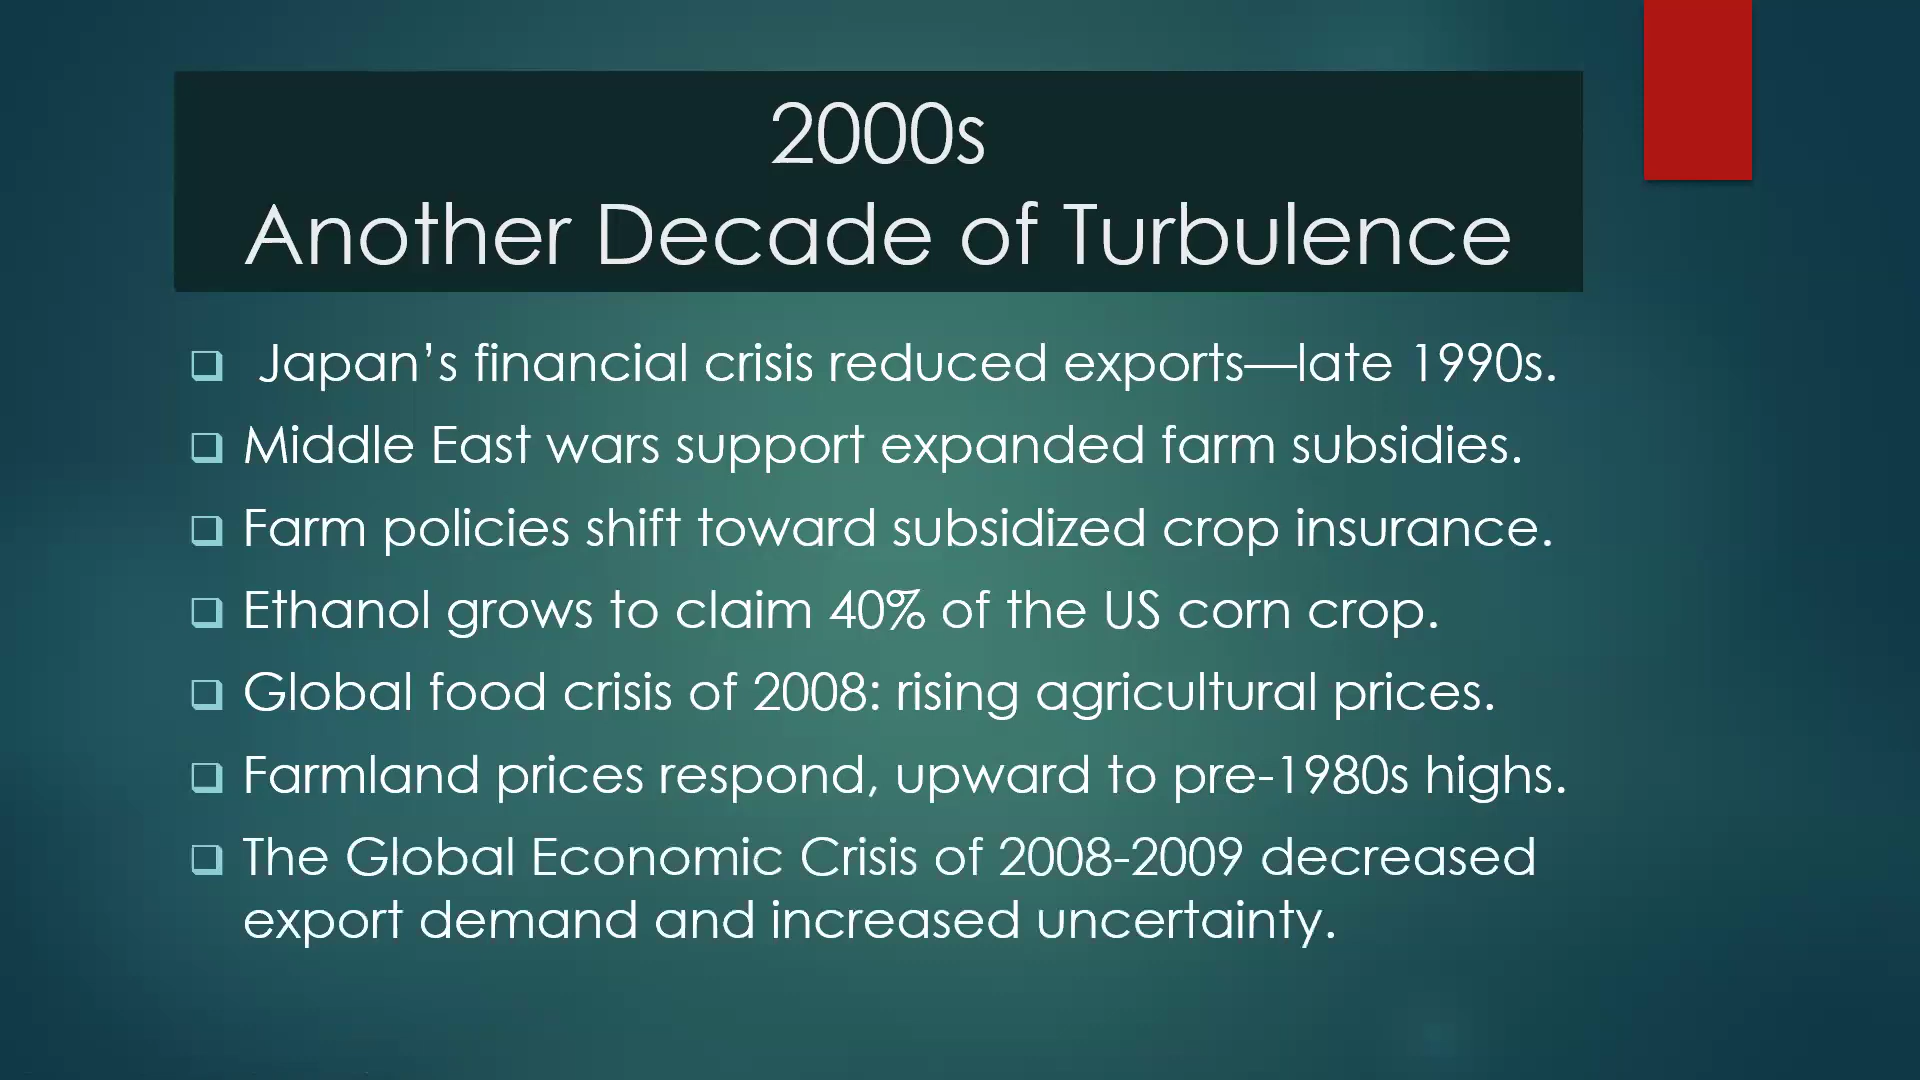 2000s
Another Decade of Turbulence
Japan’s financial crisis reduced exports—late 1990s.
Middle East wars support expanded farm subsidies.
Farm policies shift toward subsidized crop insurance.
Ethanol grows to claim 40% of the US corn crop.
Global food crisis of 2008: rising agricultural prices.
Farmland prices respond, upward to pre-1980s highs.
The Global Economic Crisis of 2008-2009 decreased
export demand and increased uncertainty.